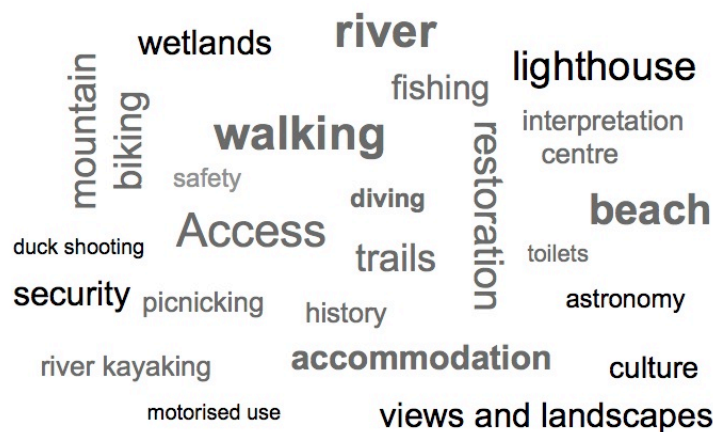 river
wetlands
lighthouse
mountain
biking
fishing
walking
restoration
interpretation
centre
safety
diving
beach
Access
duck shooting
trails
toilets
security
picnicking
history
astronomy
river kayaking
accommodation
culture
motorised use
views and landscapes